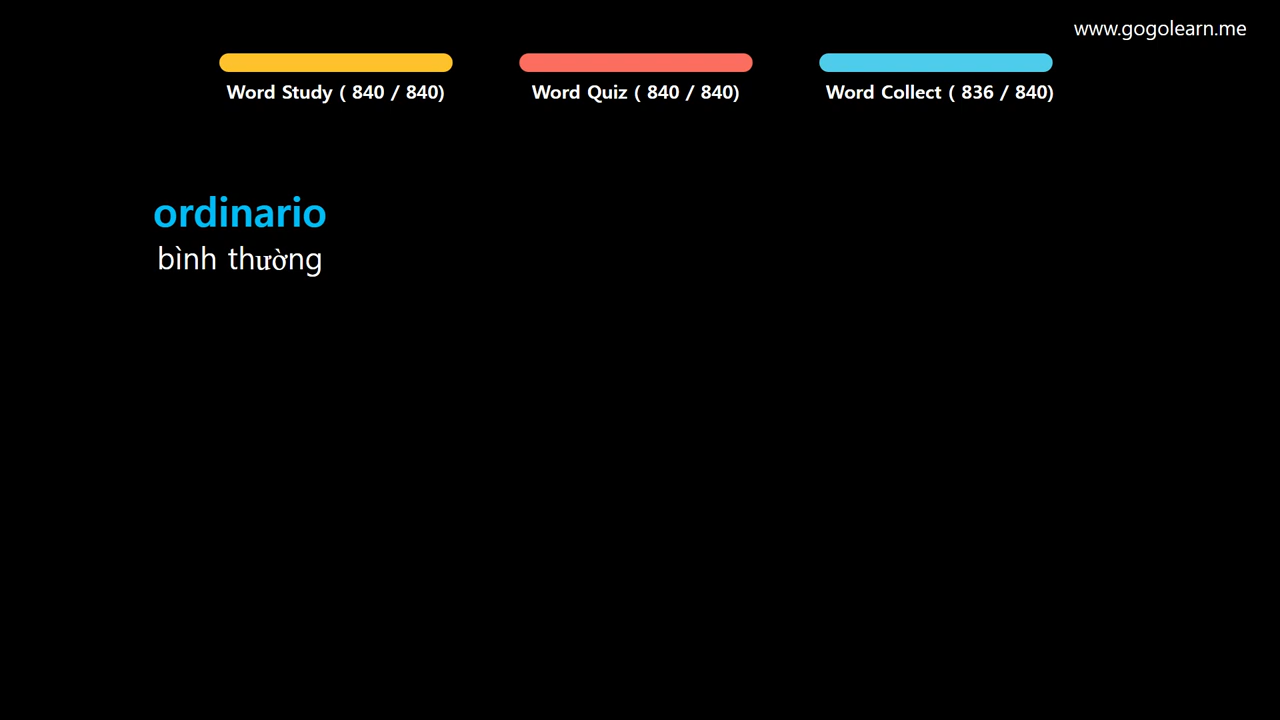 www.gogolearn.me
Word Study ( 840 / 840)
Word Quiz ( 840 / 840)
Word Collect ( 836 / 840)
ordinario
bình thường